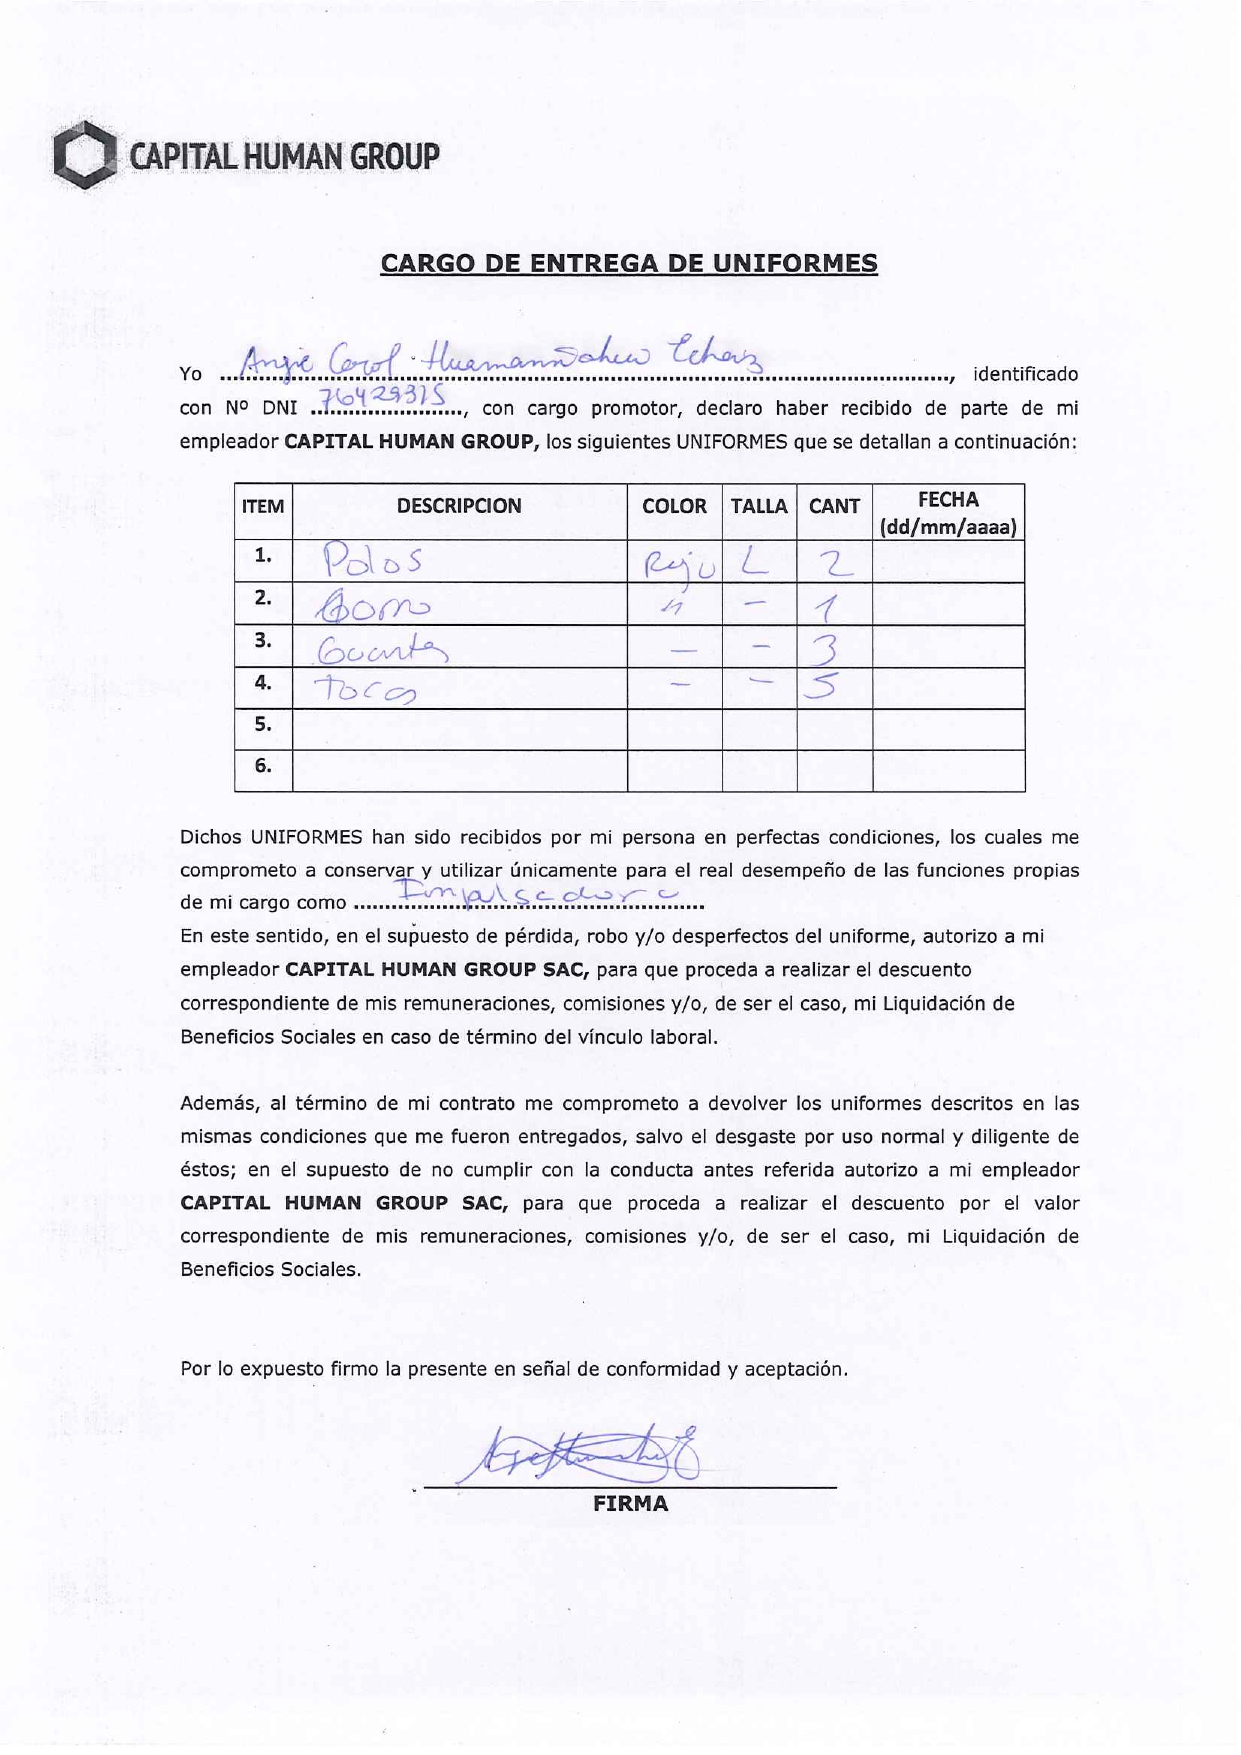 CAPITAL HUMAN GROUP
CARGO DE ENTREGA DE UNIFORMES
Yo Angie Carol Huamanñahui Echaiz, identificado
con Nº DNI 76429315, con cargo promotor, declaro haber recibido de parte de mi
empleador CAPITAL HUMAN GROUP, los siguientes UNIFORMES que se detallan a continuación:
ITEM DESCRIPCION COLOR TALLA CANT FECHA (dd/mm/aaaa)
1. Polos Rojo L 2
2. Gorro " - 1
3. Guantes - - 3
4. Tocas - - 5
5.
6.
Dichos UNIFORMES han sido recibidos por mi persona en perfectas condiciones, los cuales me
comprometo a conservar y utilizar únicamente para el real desempeño de las funciones propias
de mi cargo como Impulsadora
En este sentido, en el supuesto de pérdida, robo y/o desperfectos del uniforme, autorizo a mi
empleador CAPITAL HUMAN GROUP SAC, para que proceda a realizar el descuento
correspondiente de mis remuneraciones, comisiones y/o, de ser el caso, mi Liquidación de
Beneficios Sociales en caso de término del vínculo laboral.
Además, al término de mi contrato me comprometo a devolver los uniformes descritos en las
mismas condiciones que me fueron entregados, salvo el desgaste por uso normal y diligente de
éstos; en el supuesto de no cumplir con la conducta antes referida autorizo a mi empleador
CAPITAL HUMAN GROUP SAC, para que proceda a realizar el descuento por el valor
correspondiente de mis remuneraciones, comisiones y/o, de ser el caso, mi Liquidación de
Beneficios Sociales.
Por lo expuesto firmo la presente en señal de conformidad y aceptación.
FIRMA